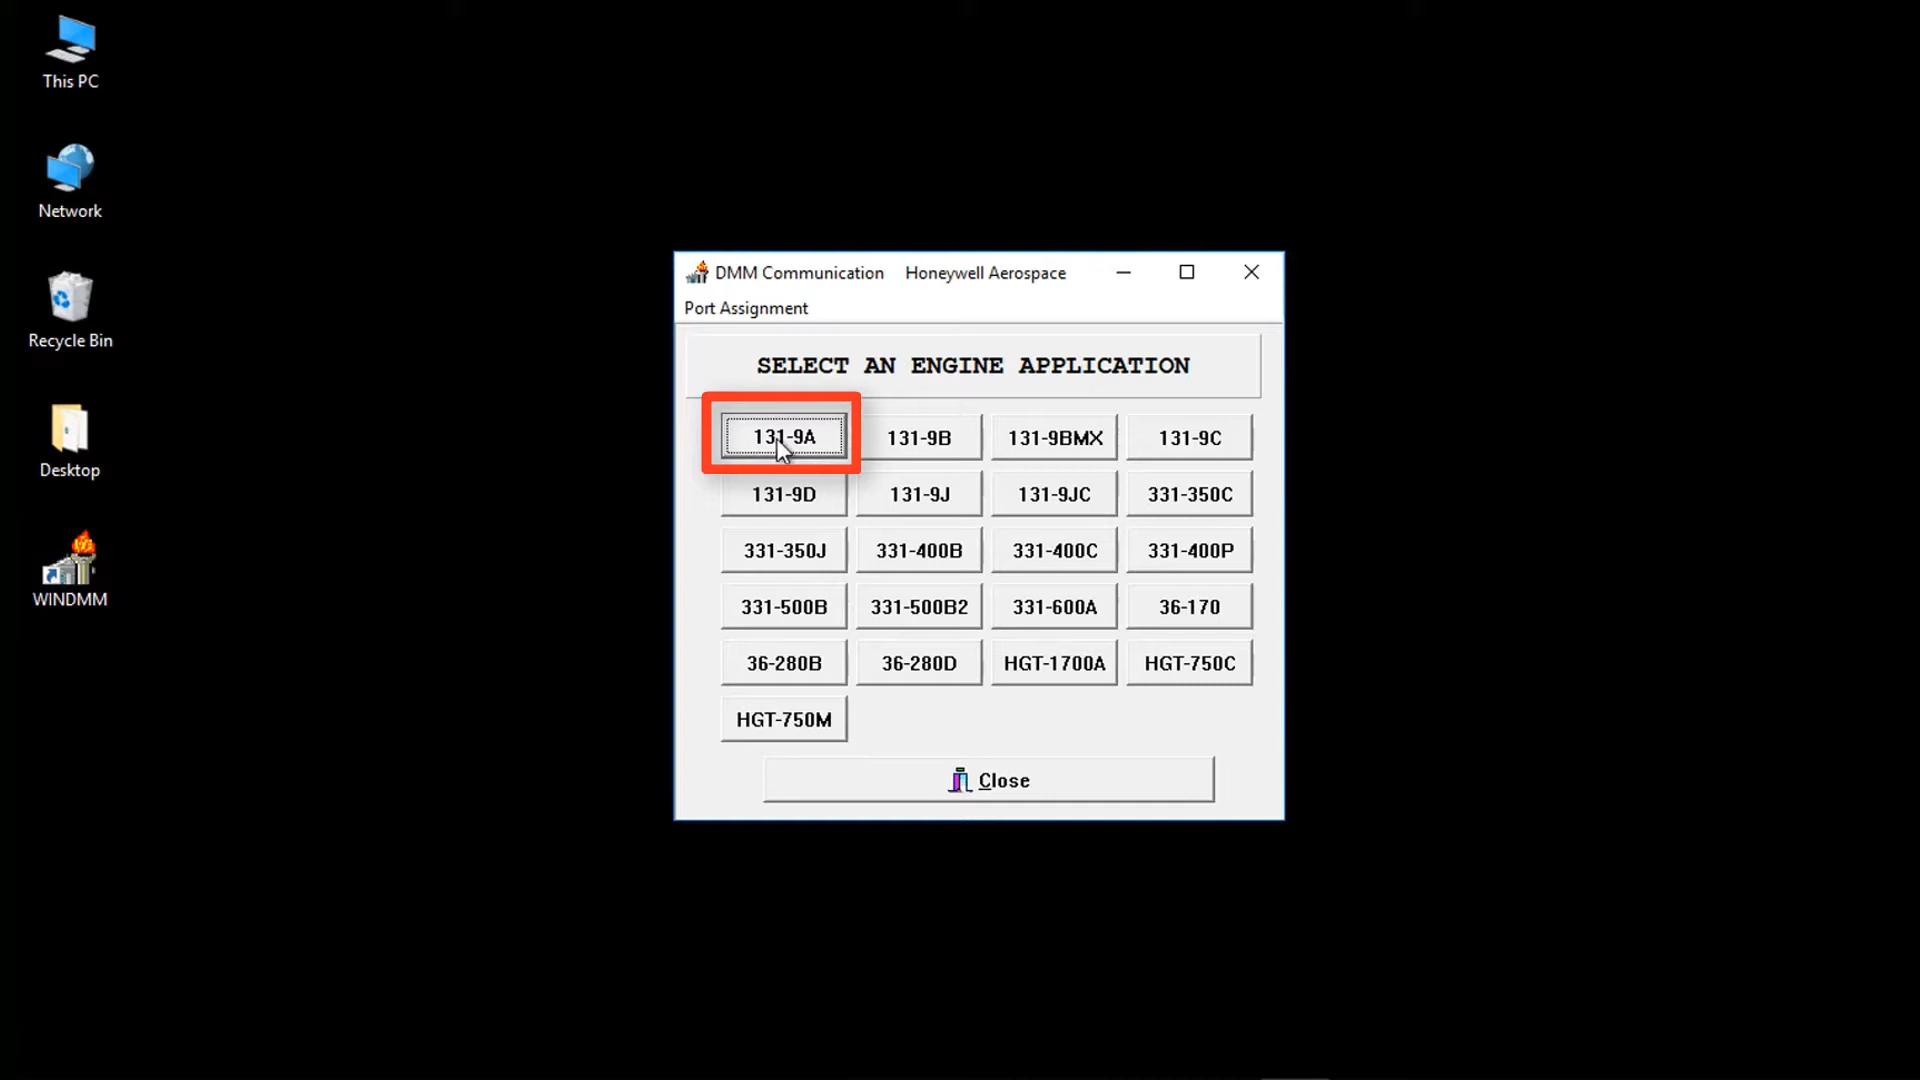 This PC
Network
Recycle Bin
Desktop
WINDMM
DMM Communication Honeywell Aerospace
Port Assignment
SELECT AN ENGINE APPLICATION
131-9A 131-9B 131-9BMX 131-9C
131-9D 131-9J 131-9JC 331-350C
331-350J 331-400B 331-400C 331-400P
331-500B 331-500B2 331-600A 36-170
36-280B 36-280D HGT-1700A HGT-750C
HGT-750M
Close